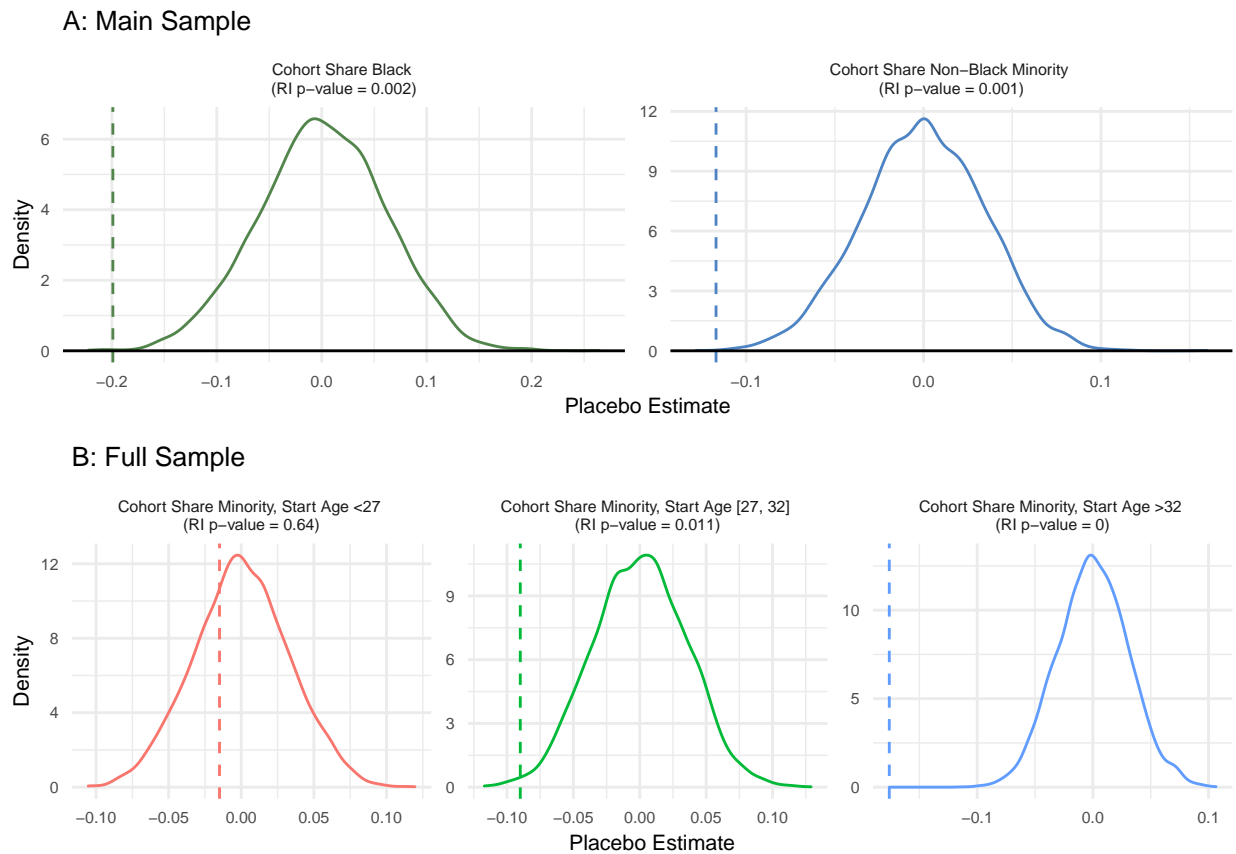 A: Main Sample
Cohort Share Black
(RI p−value = 0.002)
Cohort Share Non−Black Minority
(RI p−value = 0.001)
Density
6
4
2
0
12
9
6
3
0
−0.2
−0.1
0.0
0.1
0.2
−0.1
0.0
0.1
Placebo Estimate
B: Full Sample
Cohort Share Minority, Start Age <27
(RI p−value = 0.64)
Cohort Share Minority, Start Age [27, 32]
(RI p−value = 0.011)
Cohort Share Minority, Start Age >32
(RI p−value = 0)
Density
12
8
4
0
9
6
3
0
10
5
0
−0.10
−0.05
0.00
0.05
0.10
−0.10
−0.05
0.00
0.05
0.10
−0.1
0.0
0.1
Placebo Estimate